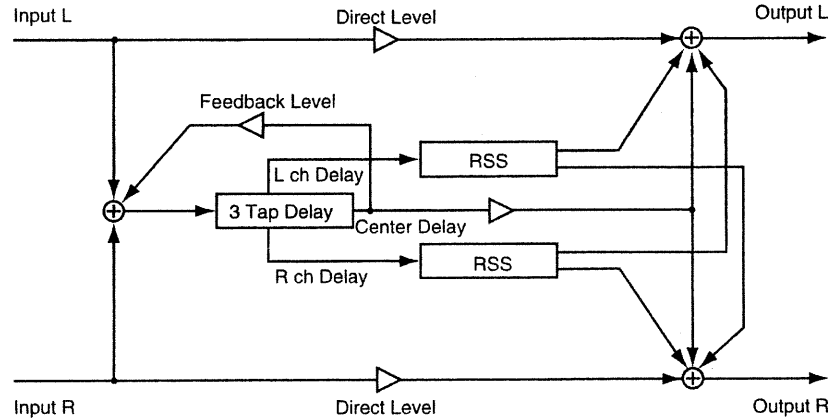 Input L
Direct Level
Output L
Feedback Level
RSS
L ch Delay
3 Tap Delay
Center Delay
RSS
R ch Delay
Input R
Direct Level
Output R